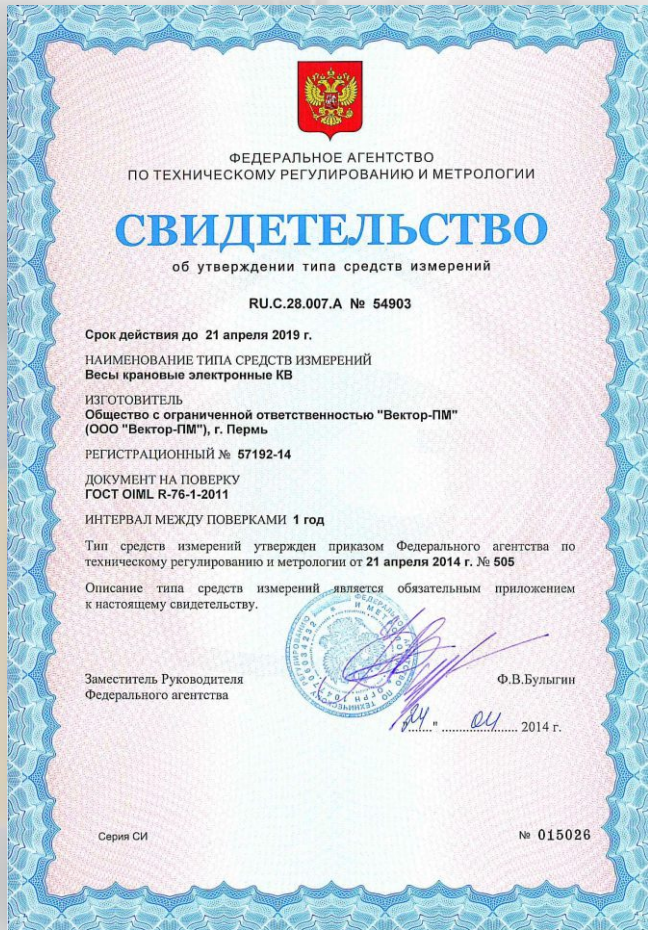 ФЕДЕРАЛЬНОЕ АГЕНТСТВО
ПО ТЕХНИЧЕСКОМУ РЕГУЛИРОВАНИЮ И МЕТРОЛОГИИ
СВИДЕТЕЛЬСТВО
об утверждении типа средств измерений
RU.C.28.007.A № 54903
Срок действия до 21 апреля 2019 г.
НАИМЕНОВАНИЕ ТИПА СРЕДСТВ ИЗМЕРЕНИЙ
Весы крановые электронные КВ
ИЗГОТОВИТЕЛЬ
Общество с ограниченной ответственностью "Вектор-ПМ"
(ООО "Вектор-ПМ"), г. Пермь
РЕГИСТРАЦИОННЫЙ № 57192-14
ДОКУМЕНТ НА ПОВЕРКУ
ГОСТ OIML R-76-1-2011
ИНТЕРВАЛ МЕЖДУ ПОВЕРКАМИ 1 год
Тип средств измерений утвержден приказом Федерального агентства по
техническому регулированию и метрологии от 21 апреля 2014 г. № 505
Описание типа средств измерений является обязательным приложением
к настоящему свидетельству.
Заместитель Руководителя
Федерального агентства
Ф.В.Булыгин
"24" 04 2014 г.
Серия СИ
№ 015026